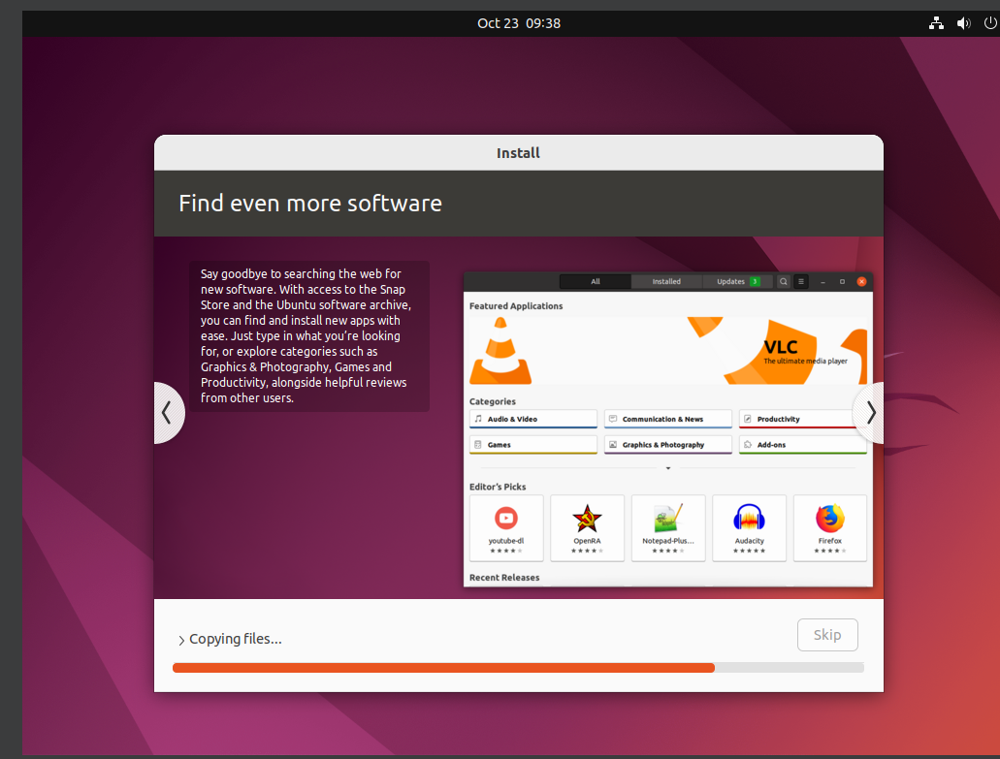 Oct 23 09:38
Install
Find even more software
Say goodbye to searching the web for
new software. With access to the Snap
Store and the Ubuntu software archive,
you can find and install new apps with
ease. Just type in what you're looking
for, or explore categories such as
Graphics & Photography, Games and
Productivity, alongside helpful reviews
from other users.
All Installed Updates 3
Featured Applications
VLC
The ultimate media player
Categories
Audio & Video Communication & News Productivity
Games Graphics & Photography Add-ons
Editor's Picks
youtube-dl OpenRA Notepad-Plus... Audacity Firefox
Recent Releases
Copying files...
Skip